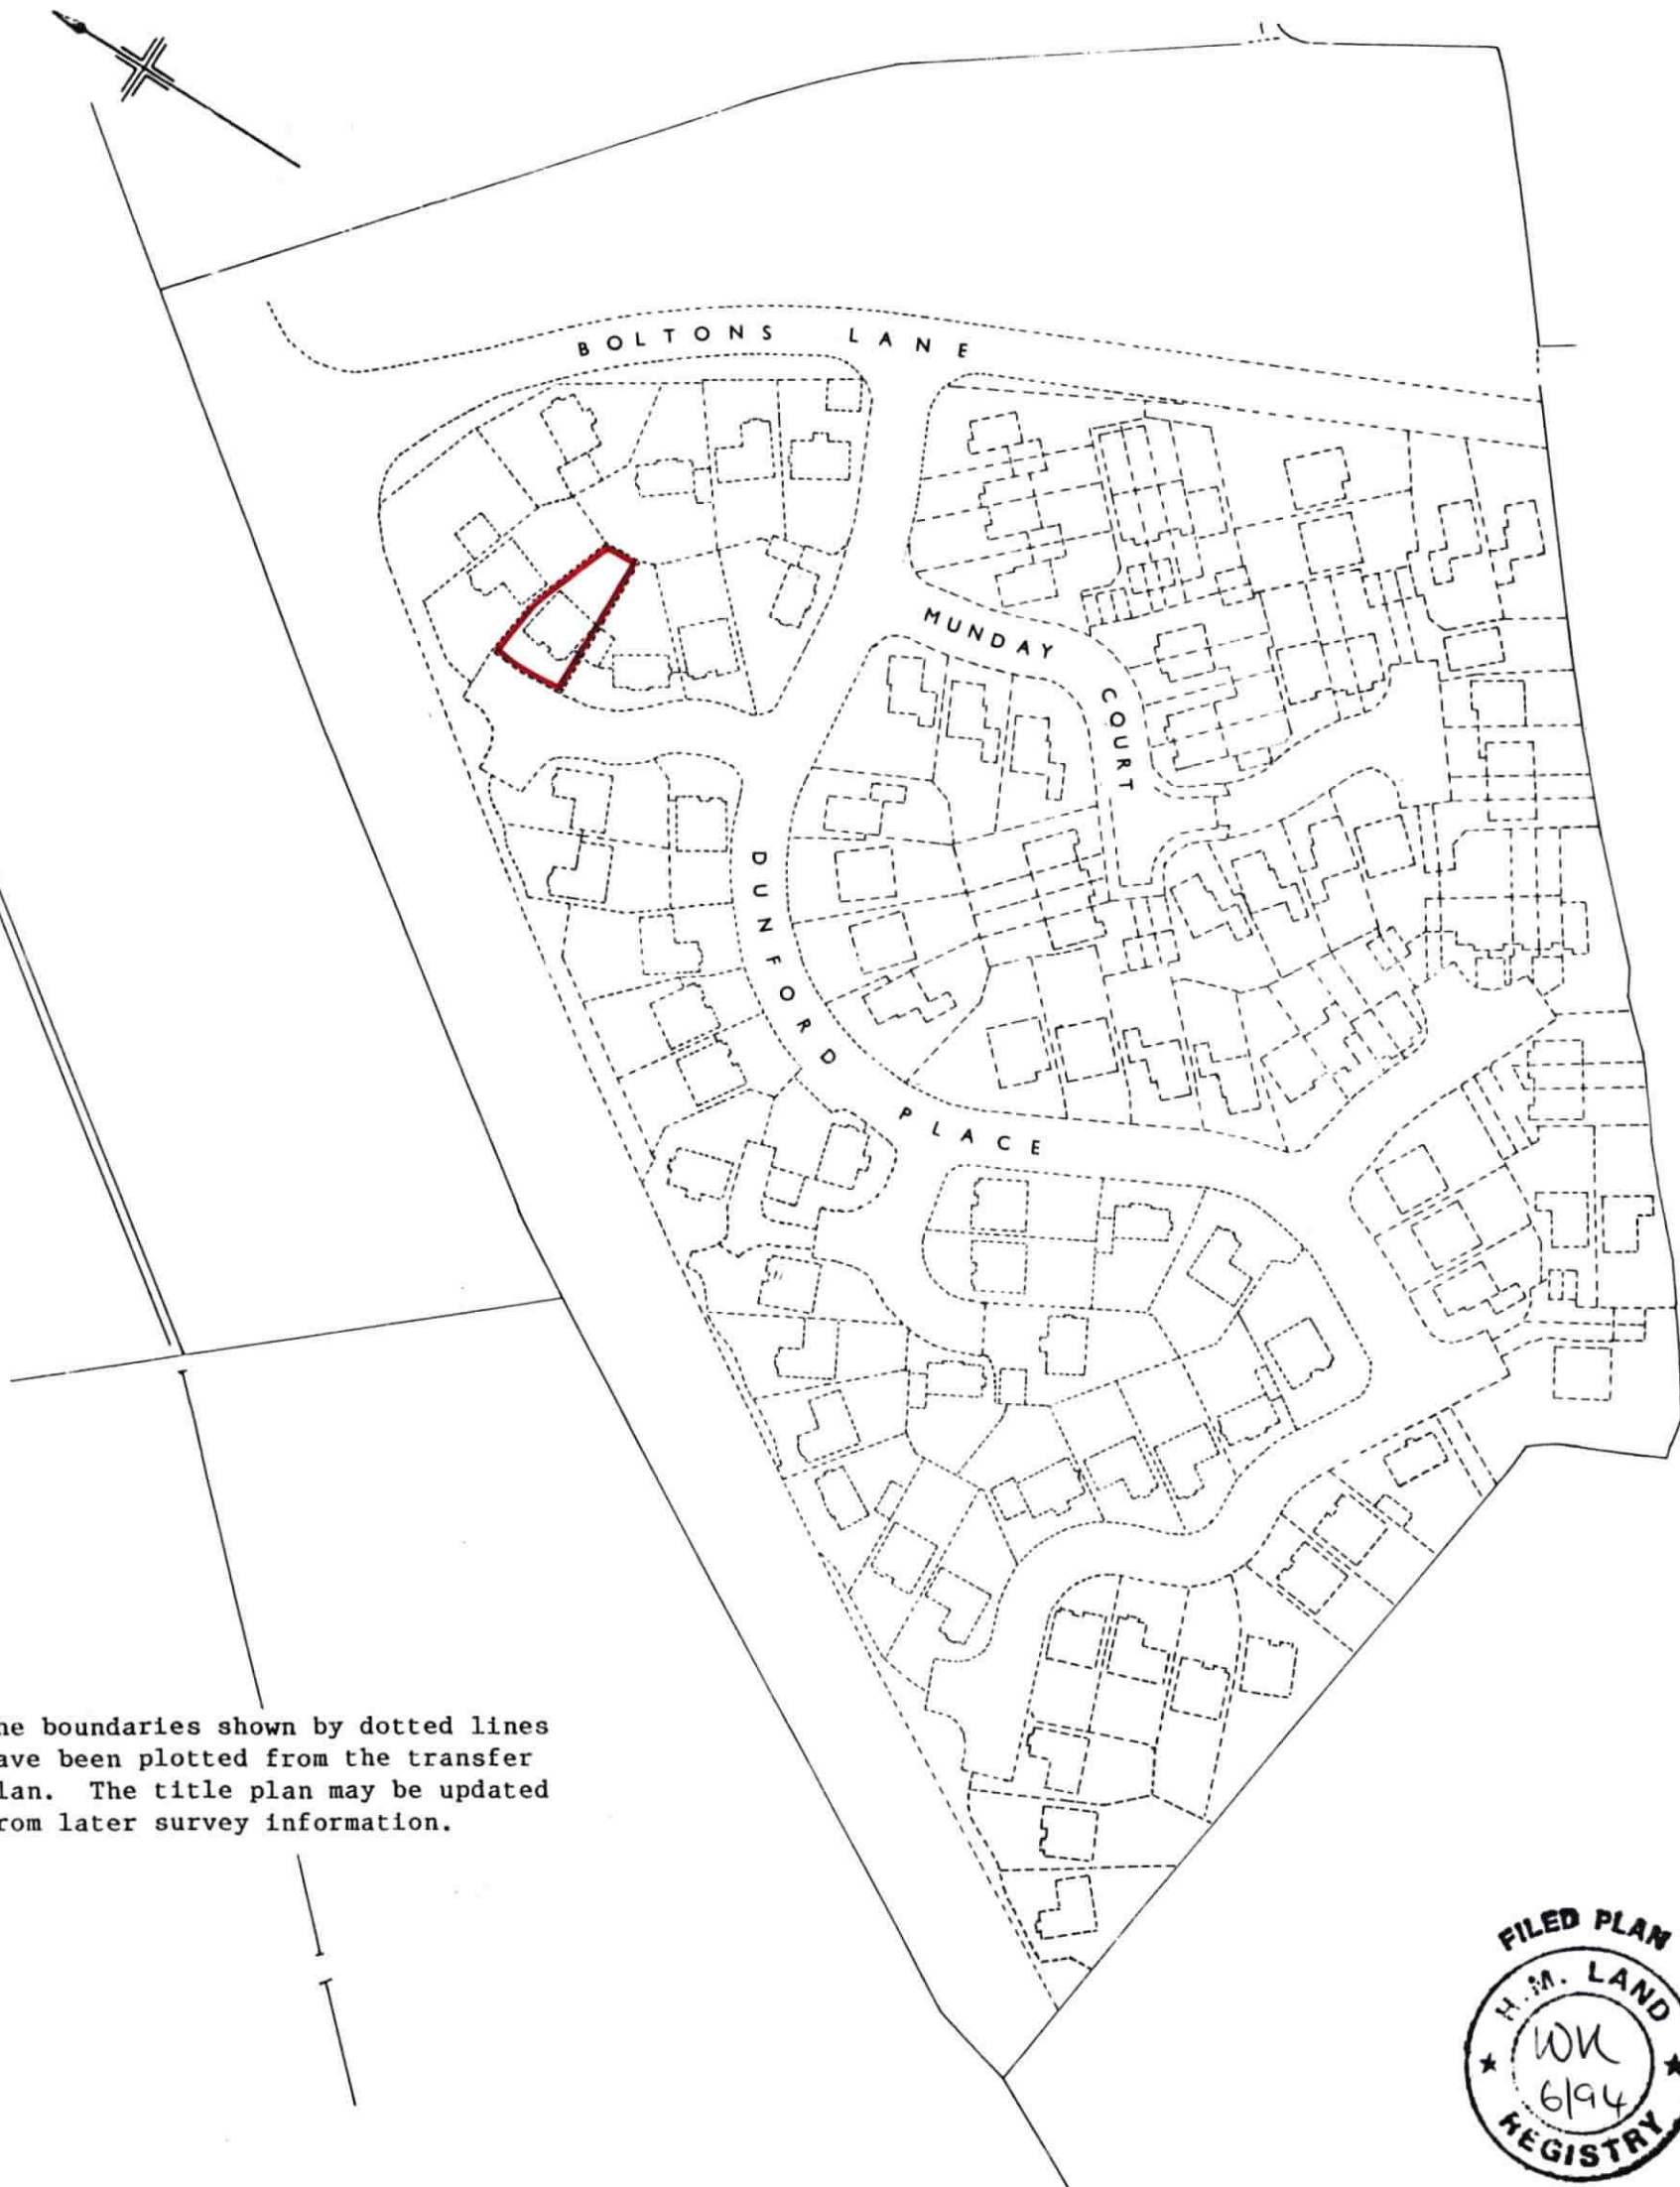 BOLTONS LANE
MUNDAY
COURT
DUNFORD
PLACE
he boundaries shown by dotted lines
ave been plotted from the transfer
lan. The title plan may be updated
rom later survey information.
FILED PLAN
H.M. LAND
WK
6/94
REGISTRY